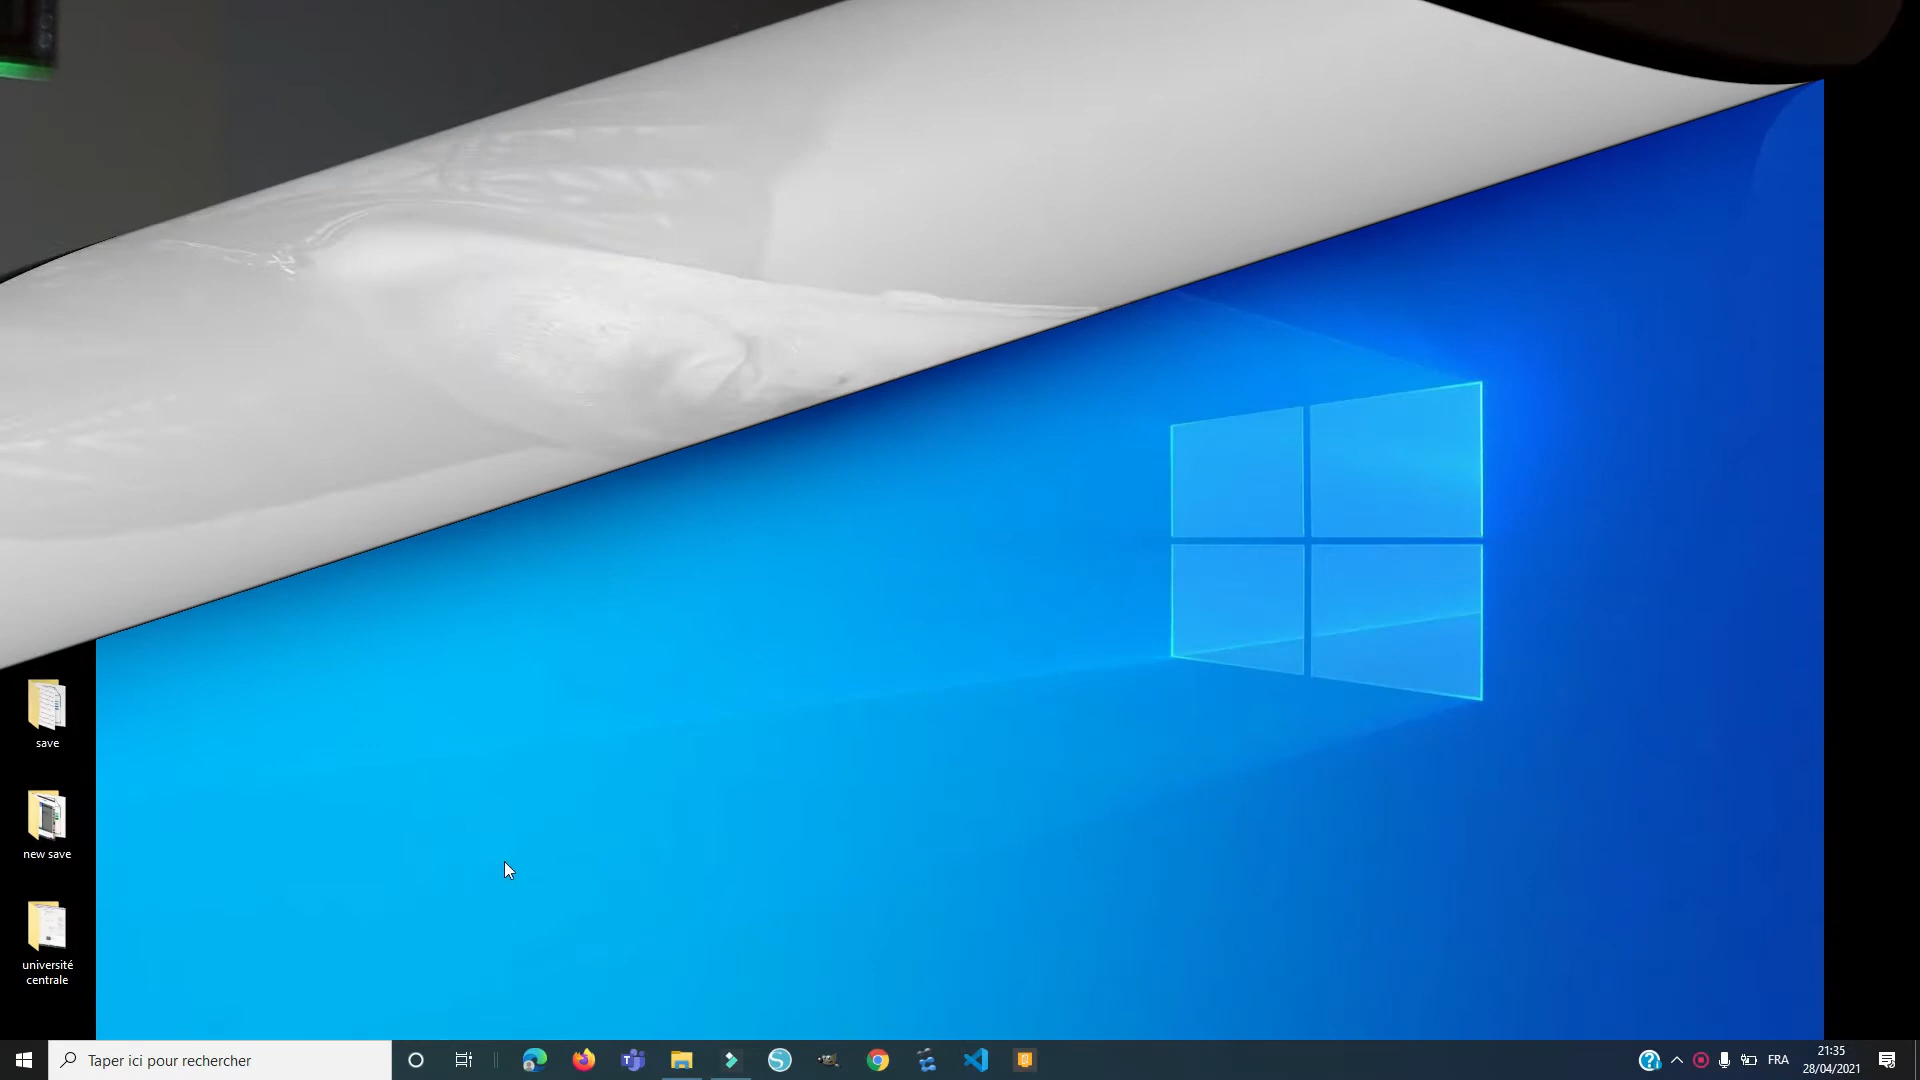 save
new save
université
centrale
Taper ici pour rechercher
FRA
21:35
28/04/2021